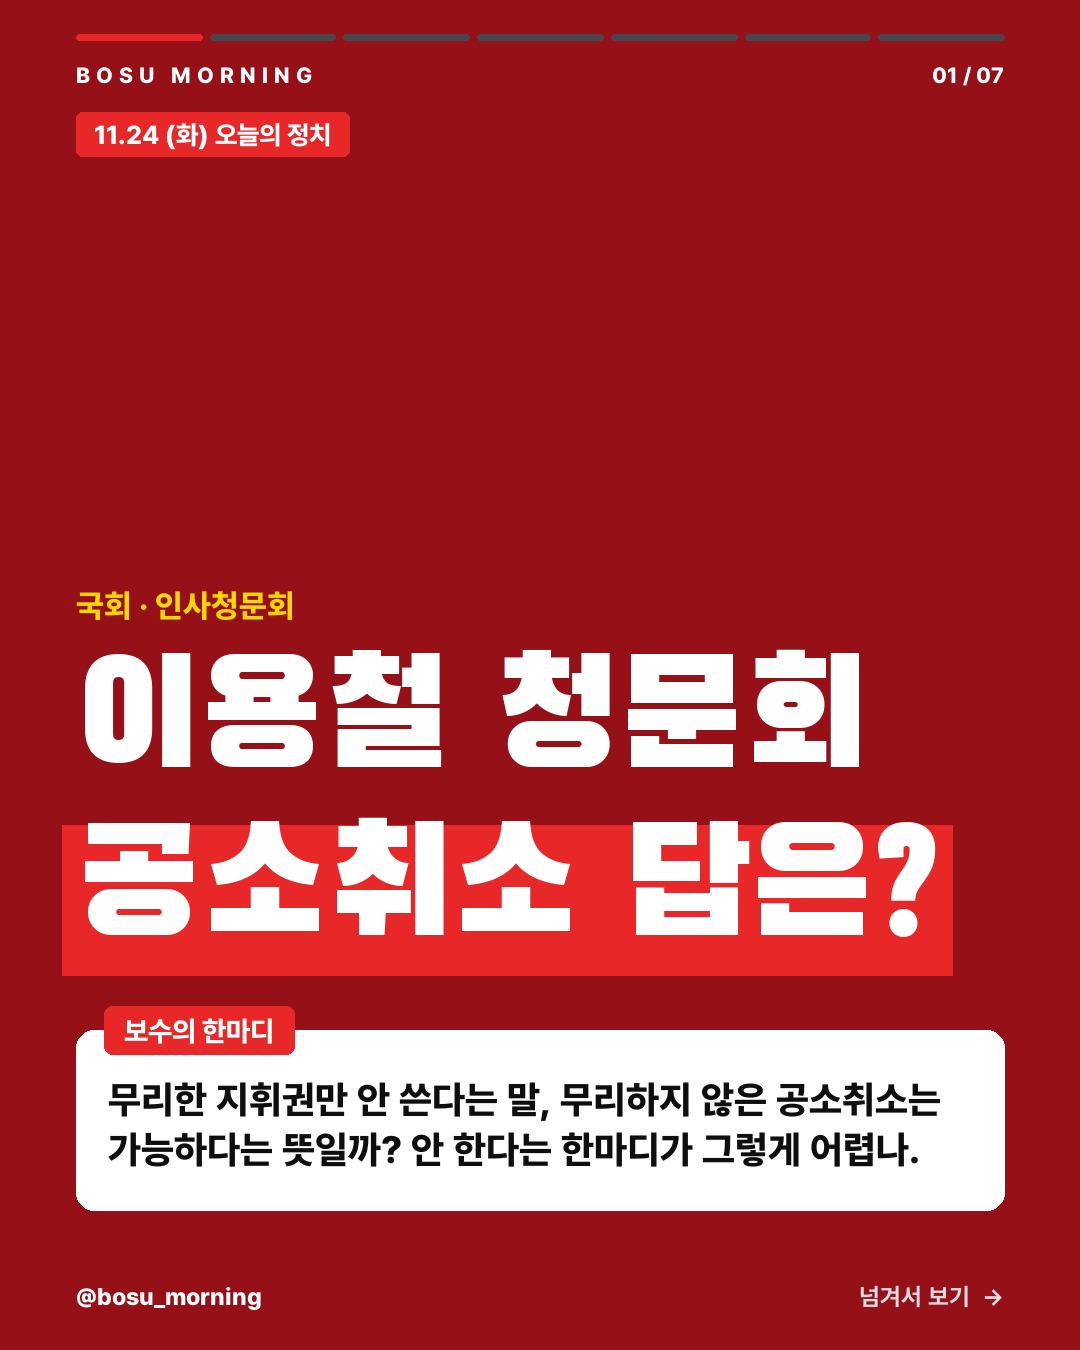 BOSU MORNING
01 / 07
11.24 (화) 오늘의 정치
국회 · 인사청문회
이용철 청문회
공소취소 답은?
보수의 한마디
무리한 지휘권만 안 쓴다는 말, 무리하지 않은 공소취소는
가능하다는 뜻일까? 안 한다는 한마디가 그렇게 어렵나.
@bosu_morning
넘겨서 보기 →